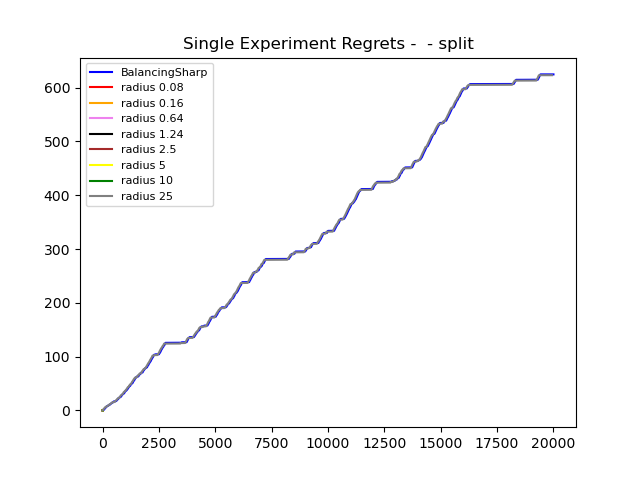 Single Experiment Regrets -  - split
BalancingSharp
radius 0.08
radius 0.16
radius 0.64
radius 1.24
radius 2.5
radius 5
radius 10
radius 25
600
500
400
300
200
100
0
0 2500 5000 7500 10000 12500 15000 17500 20000